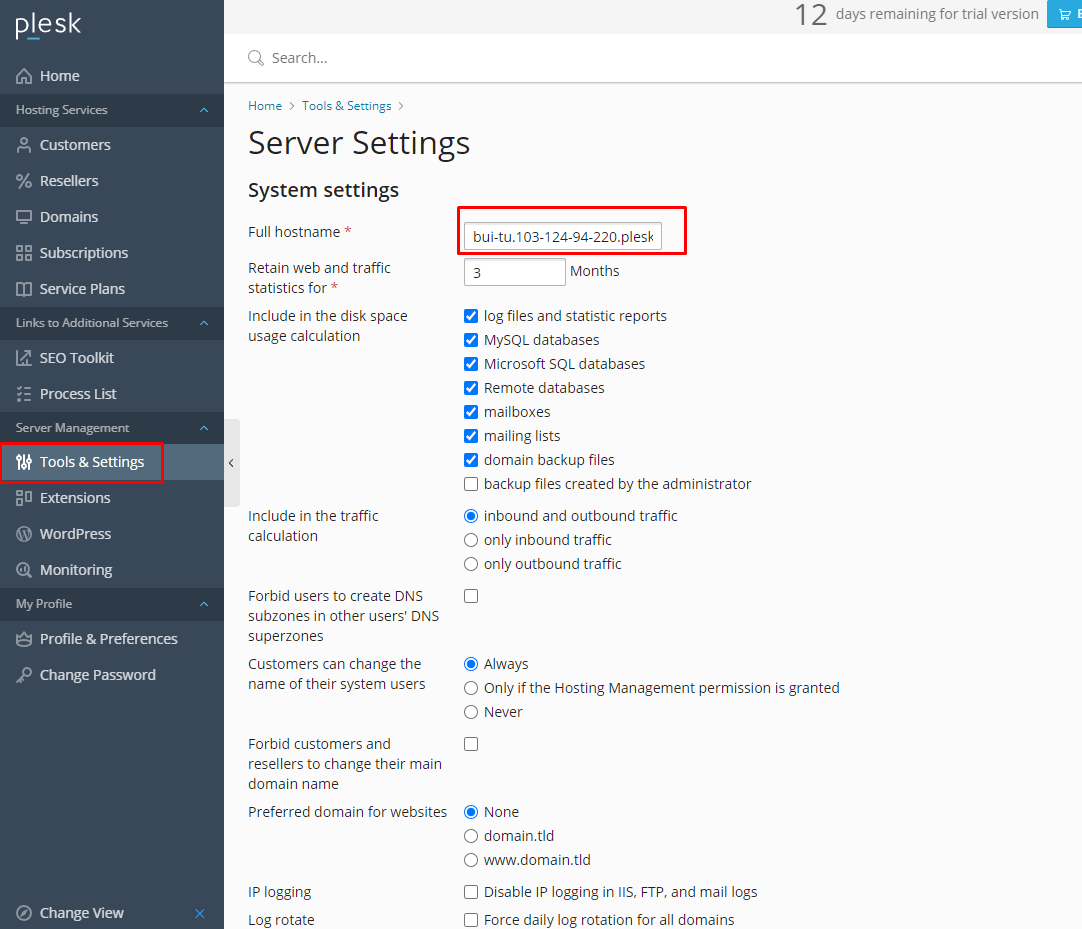 plesk
12 days remaining for trial version
Search...
Home
Hosting Services
Customers
Resellers
Domains
Subscriptions
Service Plans
Links to Additional Services
SEO Toolkit
Process List
Server Management
Tools & Settings
Extensions
WordPress
Monitoring
My Profile
Profile & Preferences
Change Password
Change View
Home > Tools & Settings >
Server Settings
System settings
Full hostname *
bui-tu.103-124-94-220.plesk
Retain web and traffic
statistics for *
3 Months
Include in the disk space
usage calculation
log files and statistic reports
MySQL databases
Microsoft SQL databases
Remote databases
mailboxes
mailing lists
domain backup files
backup files created by the administrator
Include in the traffic
calculation
inbound and outbound traffic
only inbound traffic
only outbound traffic
Forbid users to create DNS
subzones in other users' DNS
superzones
Customers can change the
name of their system users
Always
Only if the Hosting Management permission is granted
Never
Forbid customers and
resellers to change their main
domain name
Preferred domain for websites
None
domain.tld
www.domain.tld
IP logging
Disable IP logging in IIS, FTP, and mail logs
Log rotate
Force daily log rotation for all domains